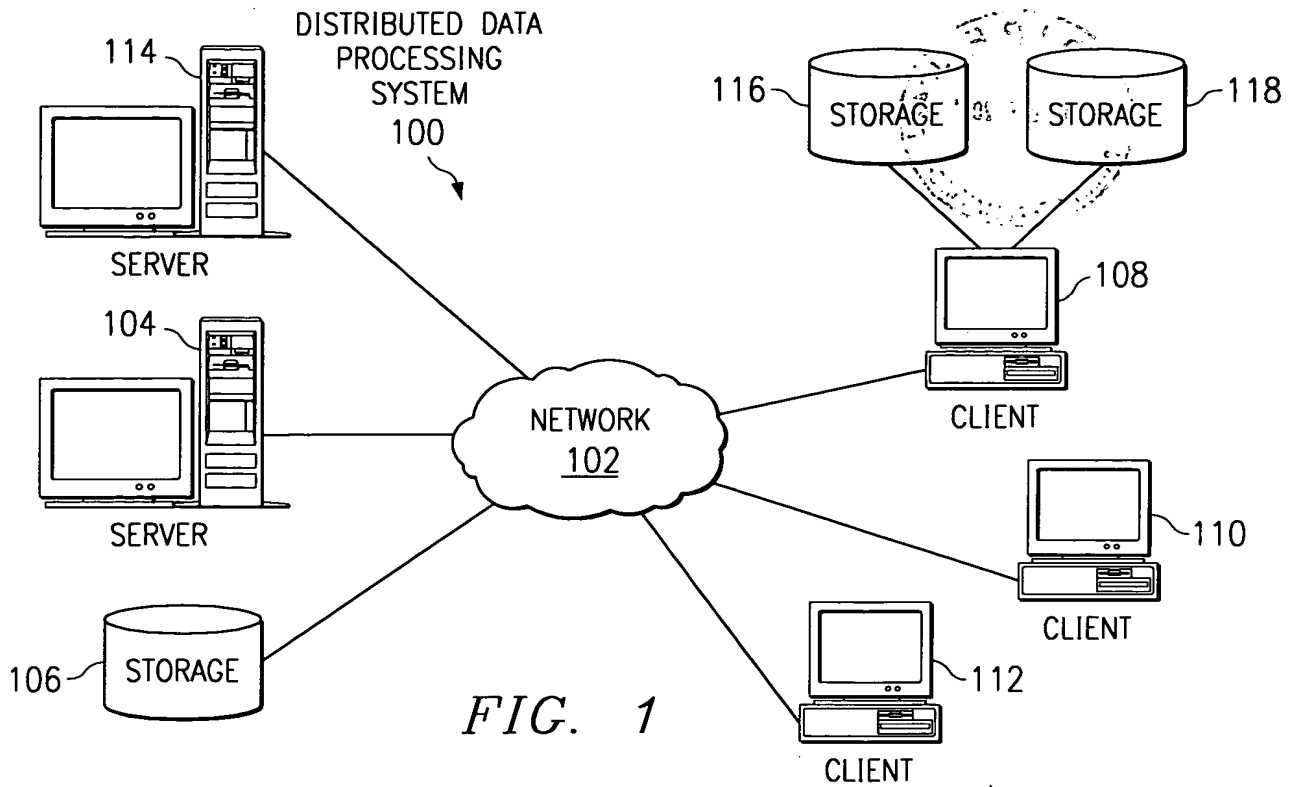 DISTRIBUTED DATA
PROCESSING
SYSTEM
100
114
SERVER
104
SERVER
106
STORAGE
NETWORK
102
116
STORAGE
STORAGE
118
108
CLIENT
110
CLIENT
112
CLIENT
FIG. 1